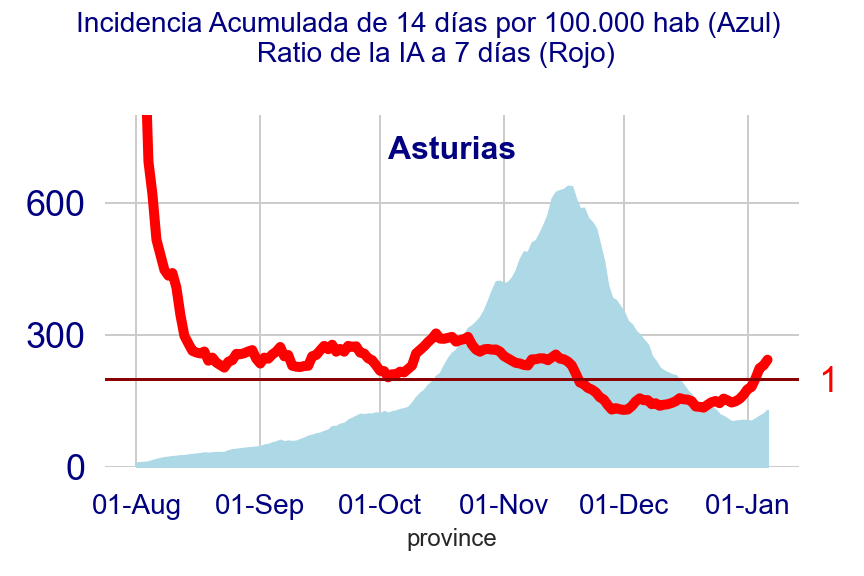 Incidencia Acumulada de 14 días por 100.000 hab (Azul)
Ratio de la IA a 7 días (Rojo)
Asturias
600
300
0
1
01-Aug 01-Sep 01-Oct 01-Nov 01-Dec 01-Jan
province